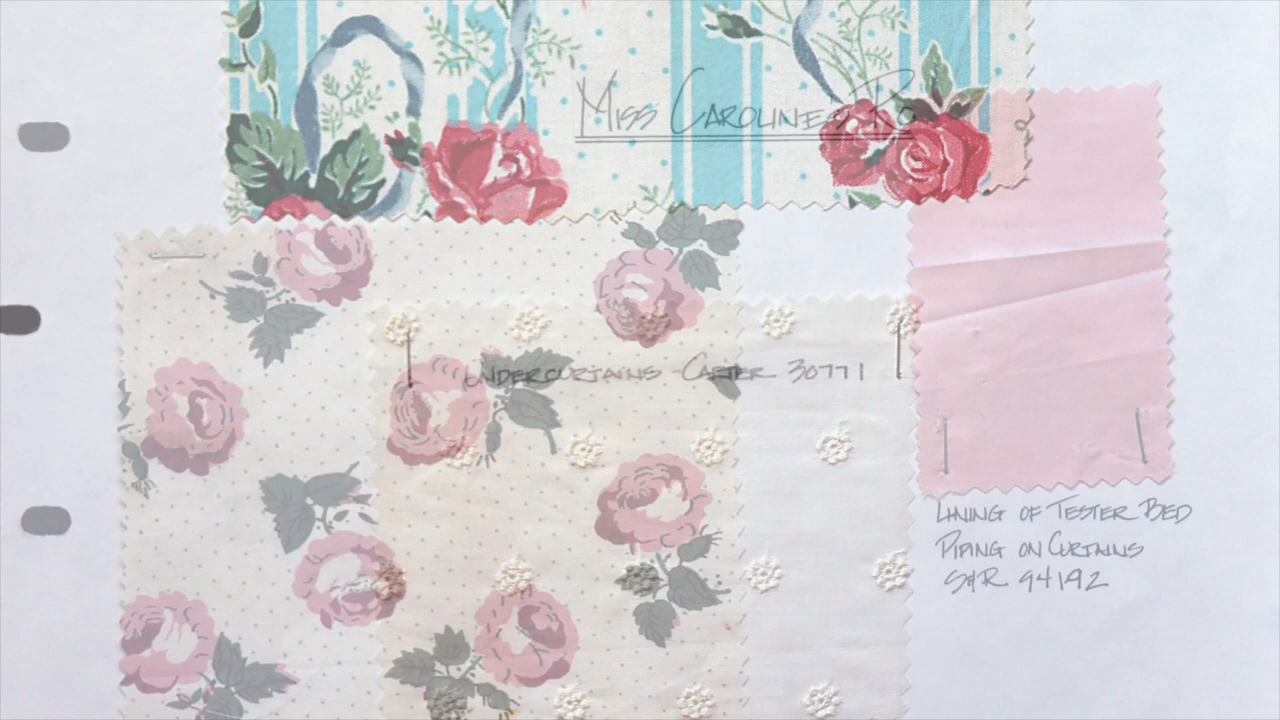 MISS CAROLINE'S
UNDERCURTAINS CARTER 30771
LINING OF TESTER BED
PIPING ON CURTAINS
S&R 94192